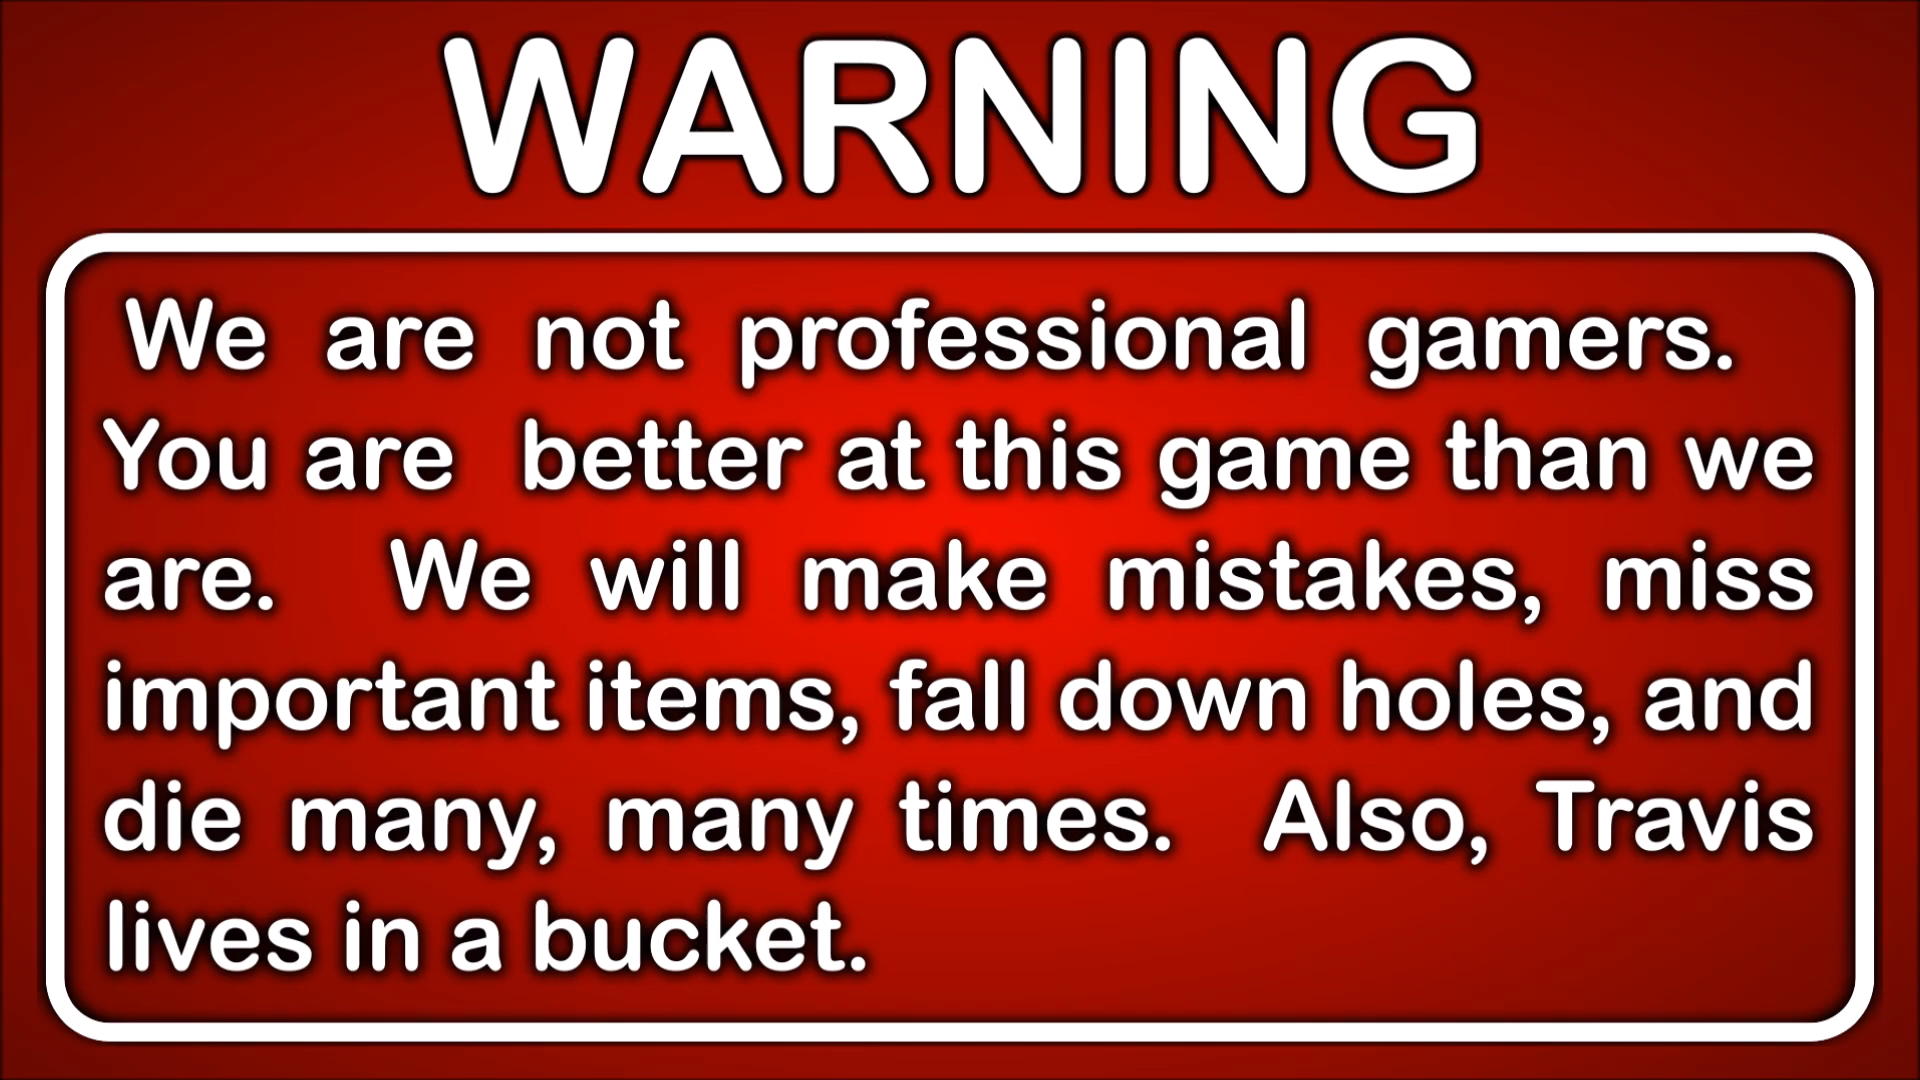 WARNING
We are not professional gamers.
You are better at this game than we
are. We will make mistakes, miss
important items, fall down holes, and
die many, many times. Also, Travis
lives in a bucket.